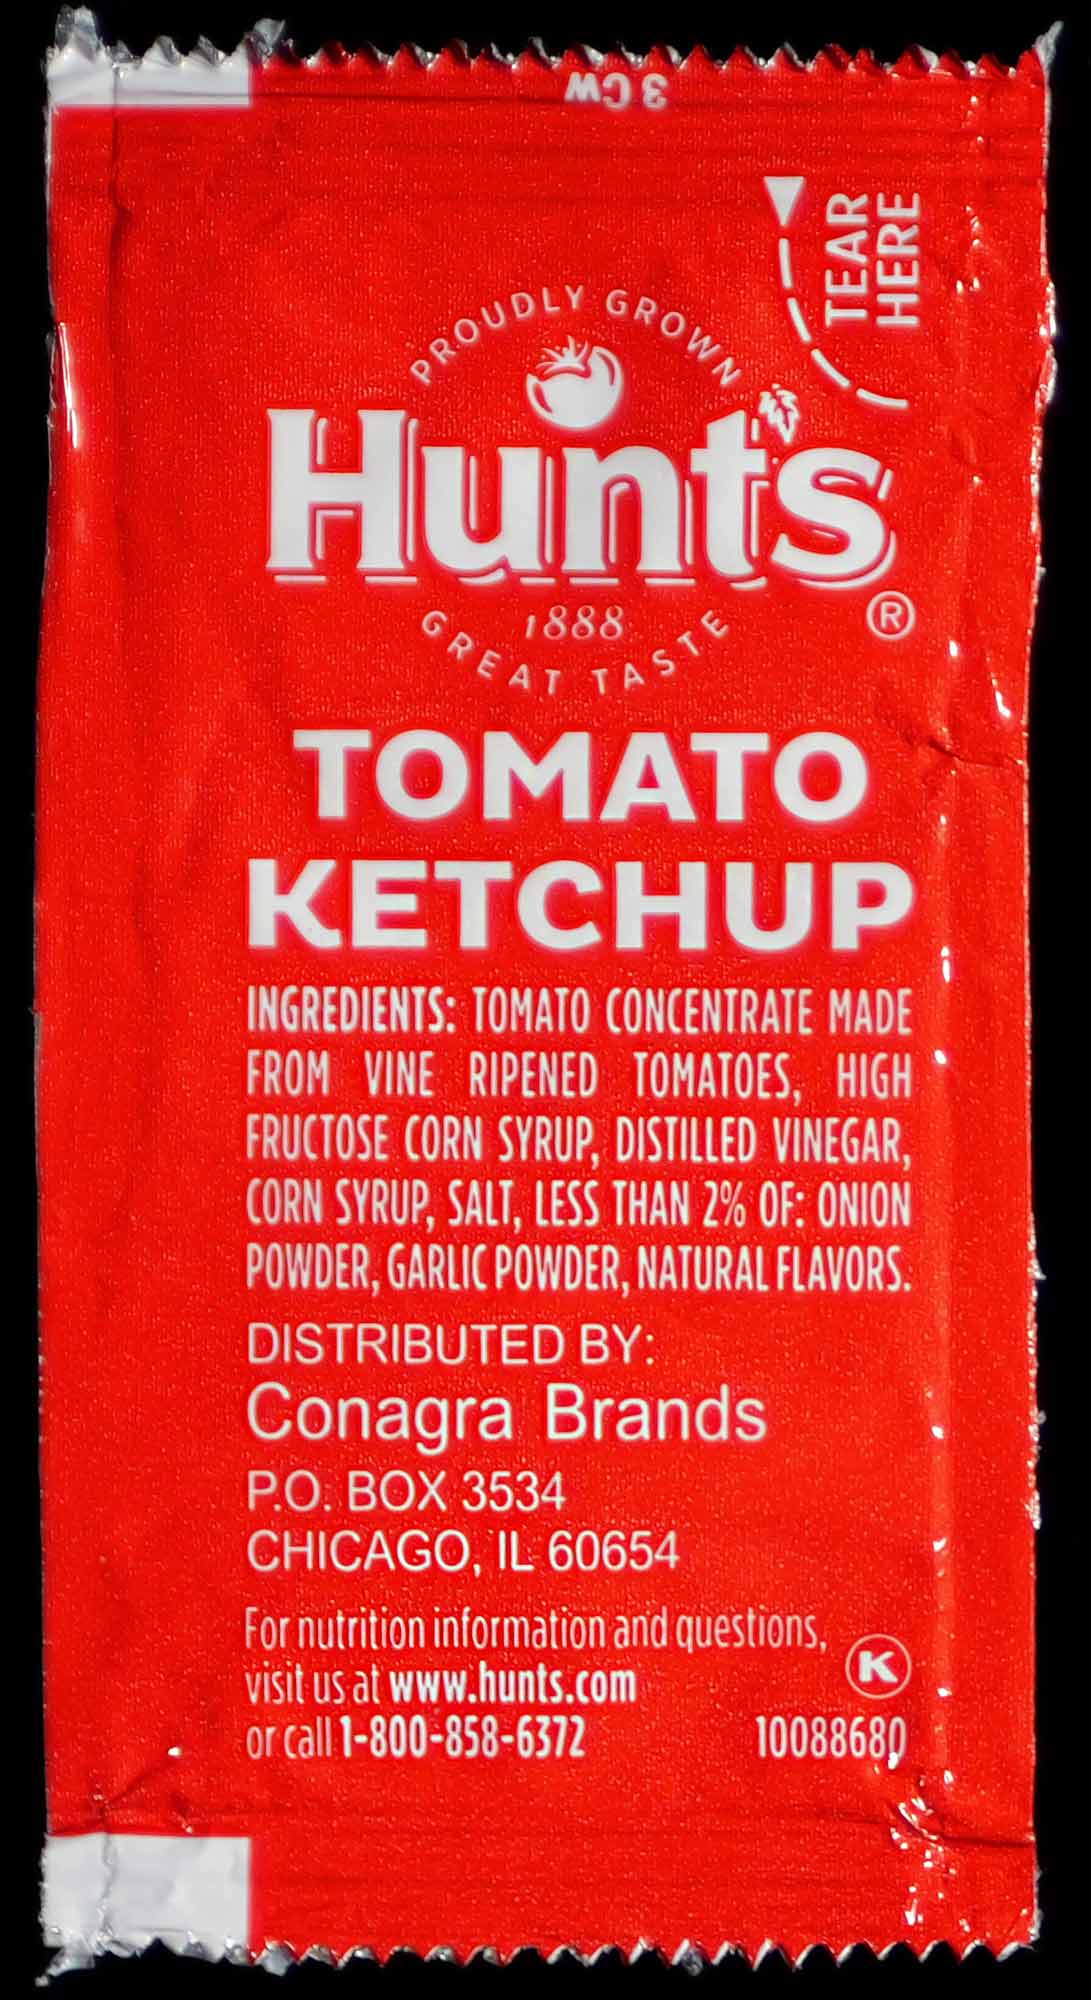 3 CW
TEAR
HERE
PROUDLY GROWN
Hunt's®
1888
GREAT TASTE
TOMATO
KETCHUP
INGREDIENTS: TOMATO CONCENTRATE MADE
FROM VINE RIPENED TOMATOES, HIGH
FRUCTOSE CORN SYRUP, DISTILLED VINEGAR,
CORN SYRUP, SALT, LESS THAN 2% OF: ONION
POWDER, GARLIC POWDER, NATURAL FLAVORS.
DISTRIBUTED BY:
Conagra Brands
P.O. BOX 3534
CHICAGO, IL 60654
For nutrition information and questions,
visit us at www.hunts.com
or call 1-800-858-6372
K
10088680